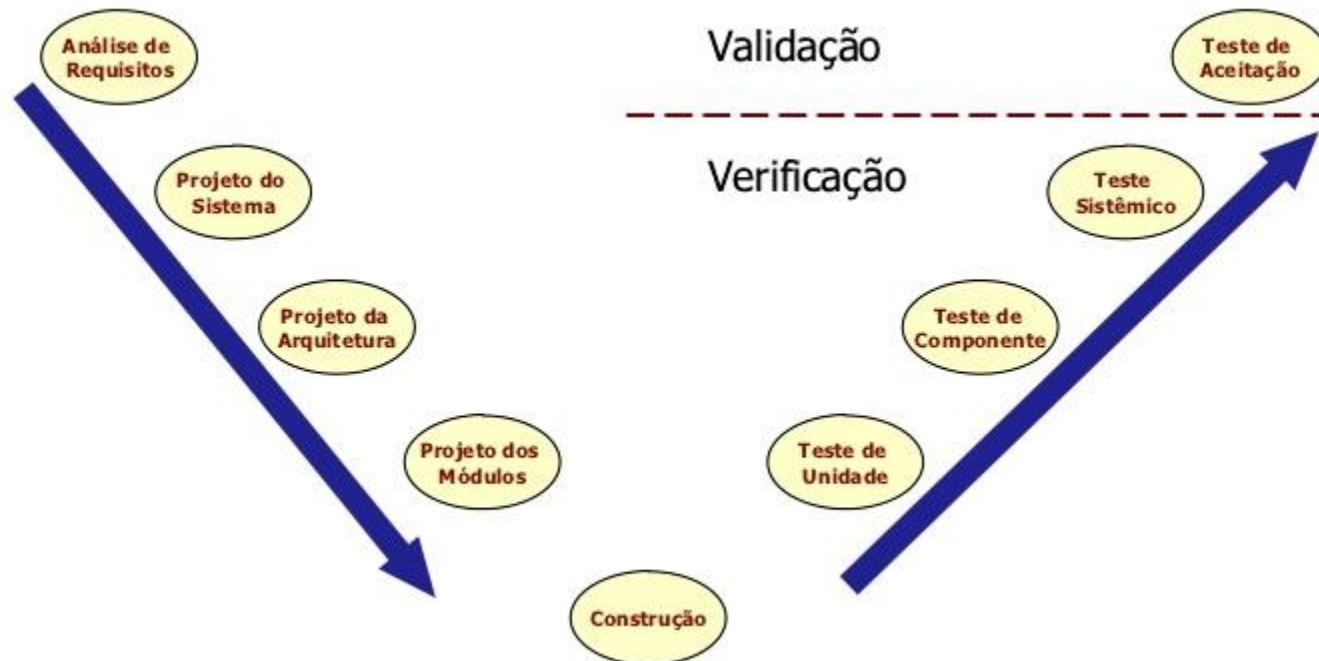 Análise de
Requisitos
Validação
Teste de
Aceitação
Projeto do
Sistema
Verificação
Teste
Sistêmico
Projeto da
Arquitetura
Teste de
Componente
Projeto dos
Módulos
Teste de
Unidade
Construção